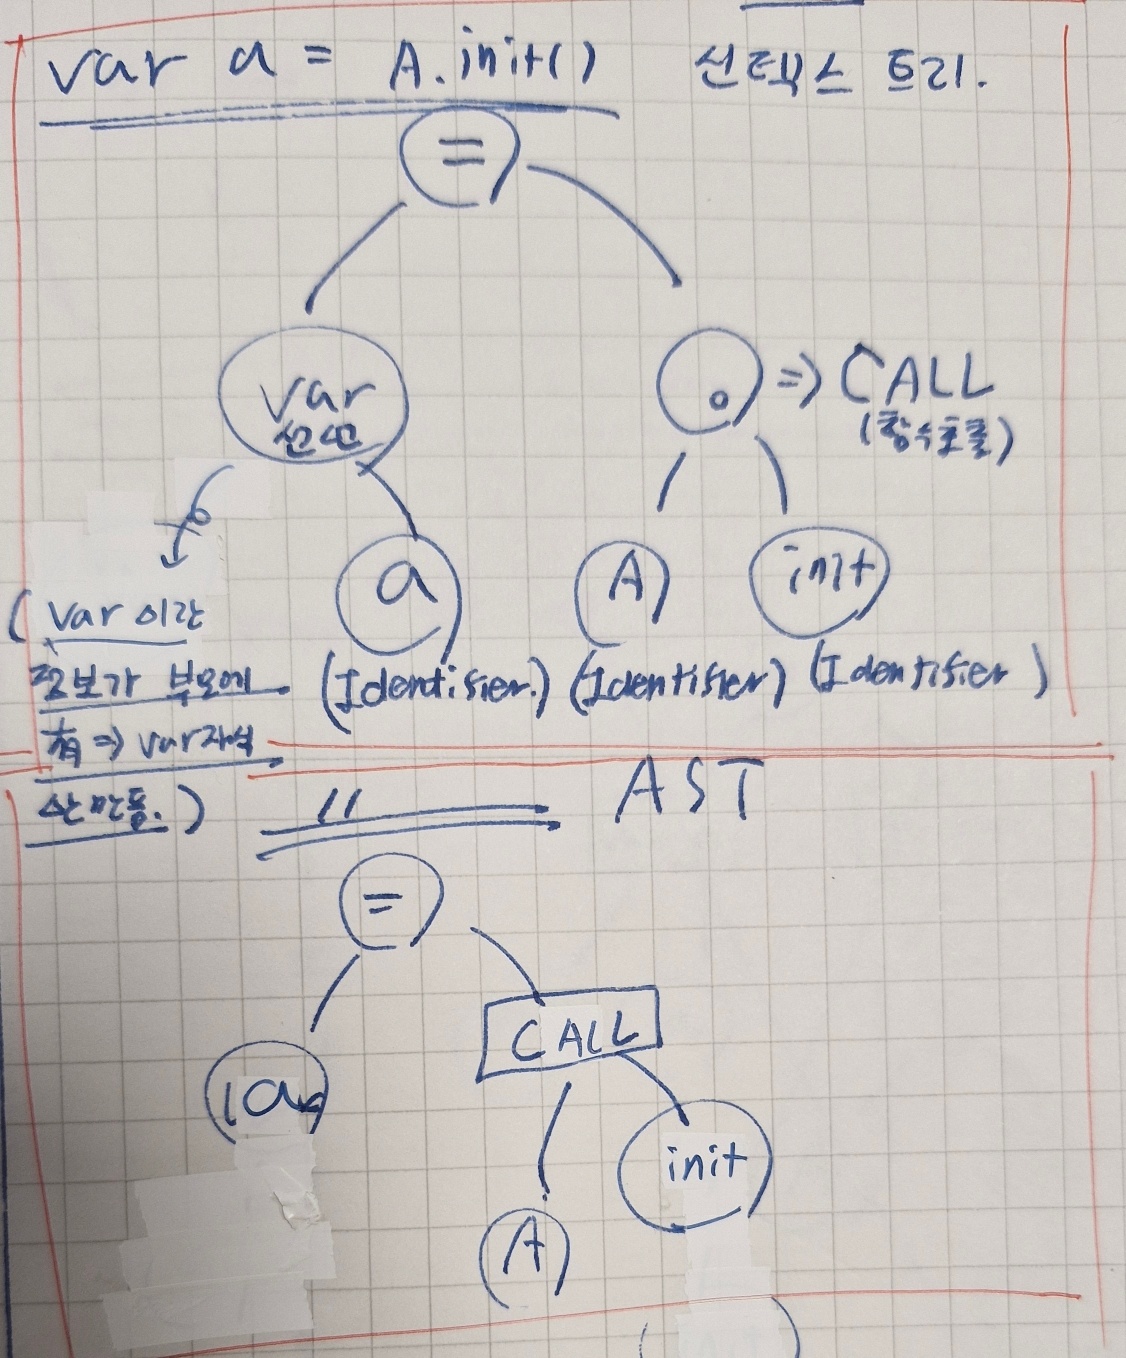 var a = A.init() 신택스 트리.
=
var
선언
. => CALL
(함수호출)
a
A
init
(Identifier.) (Identifier) (Identifier)
(var 이란
정보가 부모에
有 => var자식
안만듦.)
〃
AST
=
a
CALL
init
A